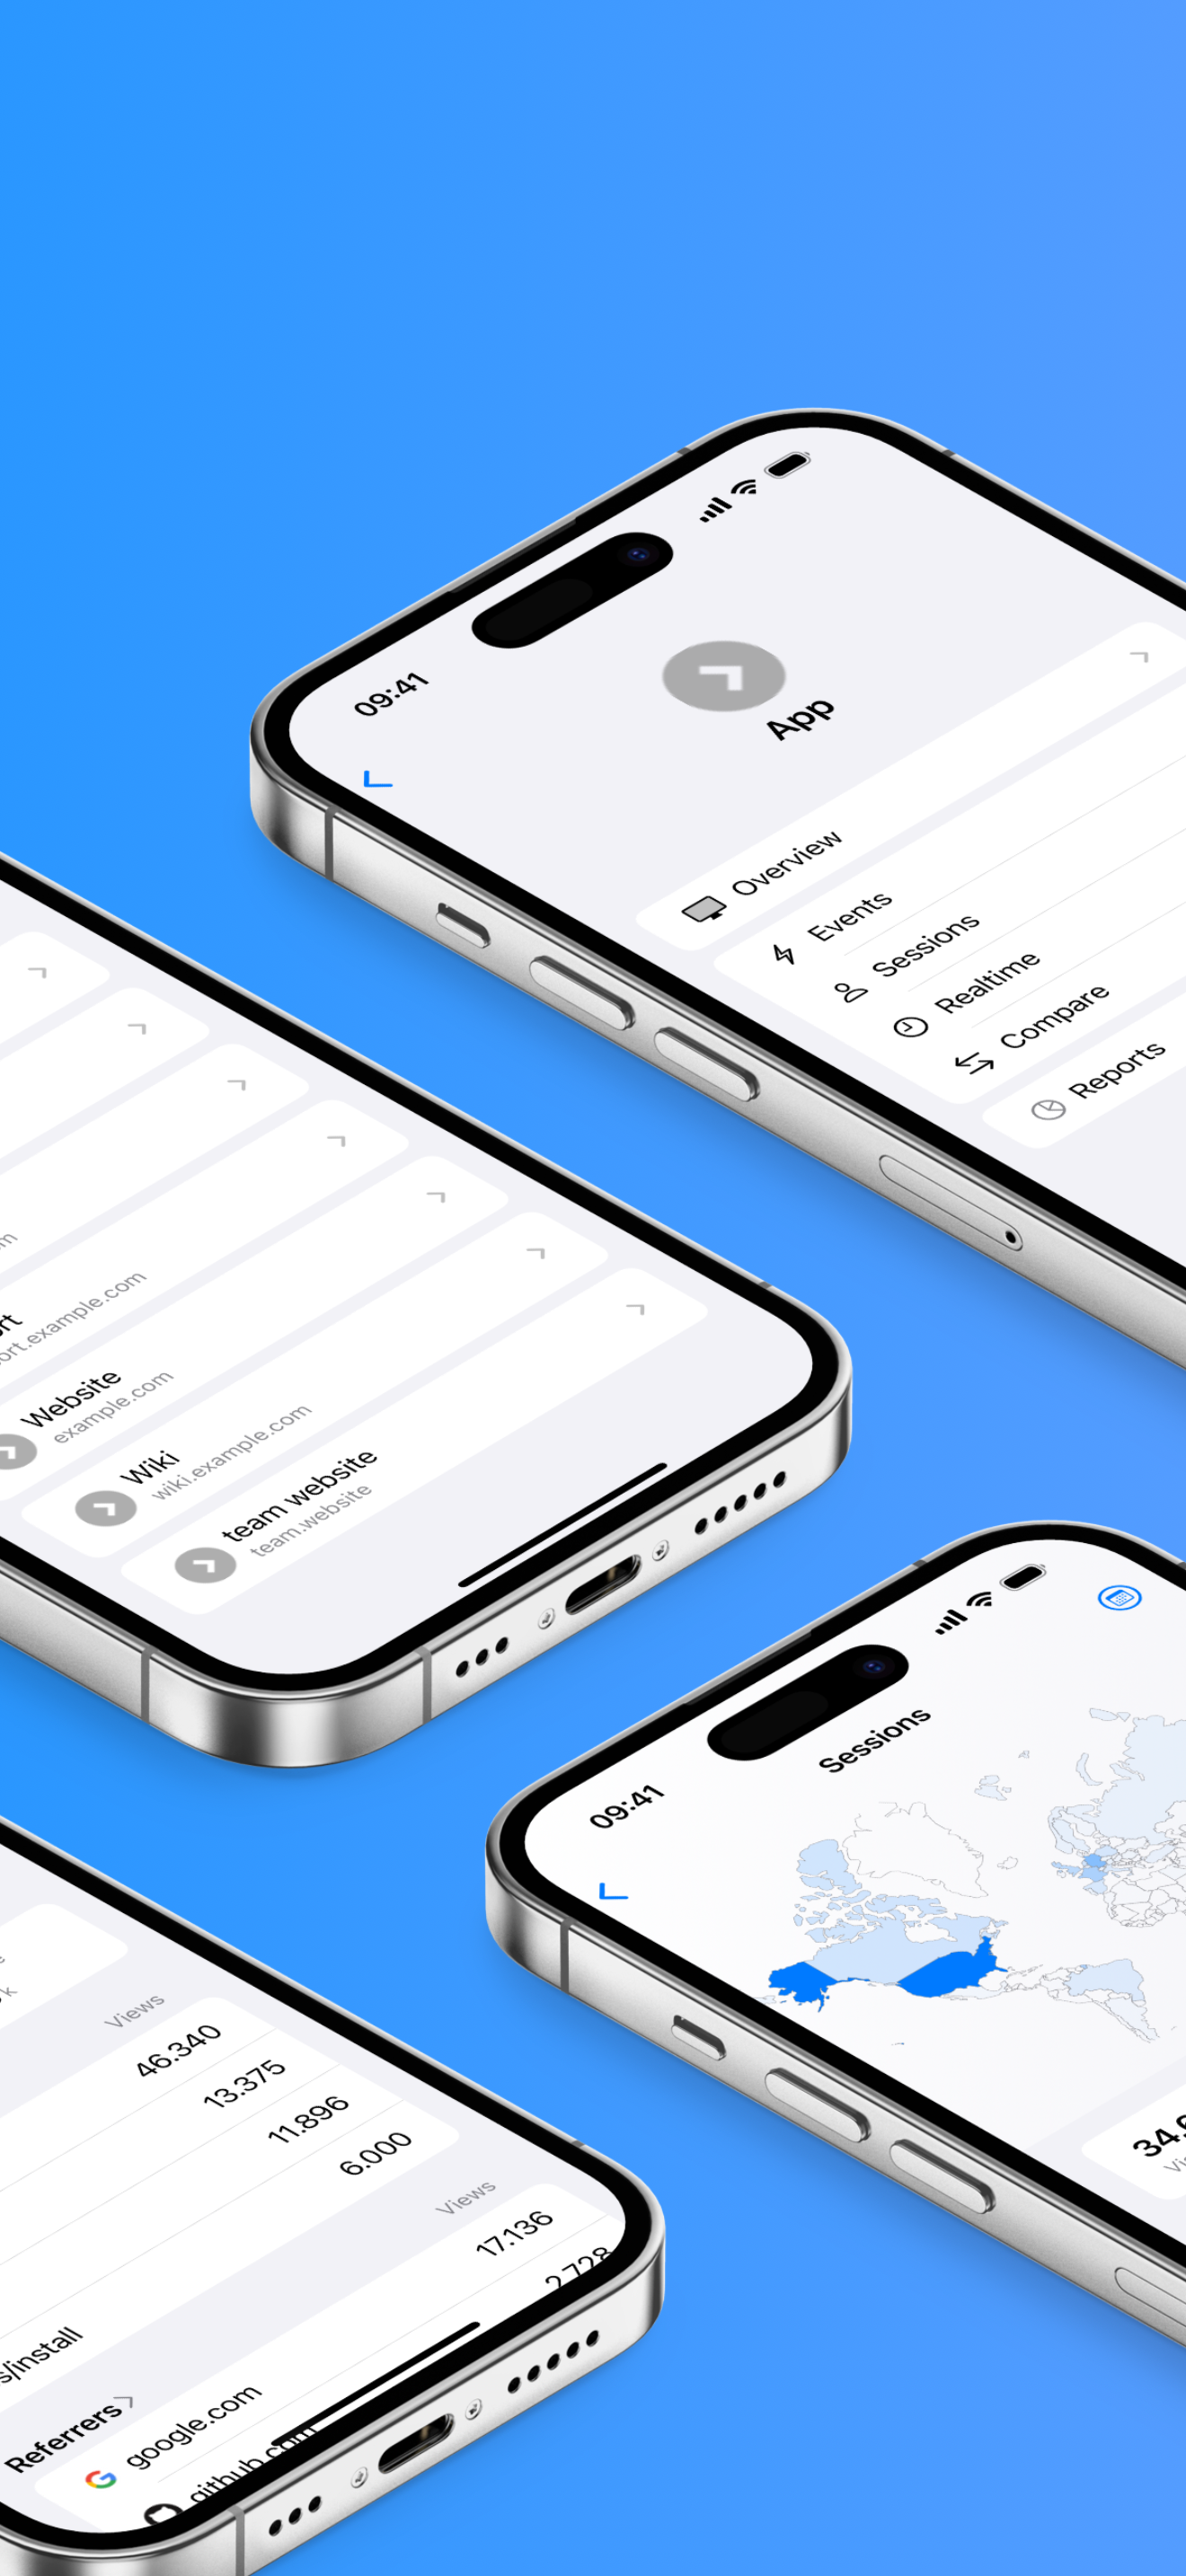 09:41
App
Overview
Events
Sessions
Realtime
Compare
Reports
ort.example.com
Website
example.com
Wiki
wiki.example.com
team website
team.website
09:41
Sessions
Views
46.340
13.375
11.896
6.000
s/install
Referrers
Views
google.com
17.136
github.com
2.728